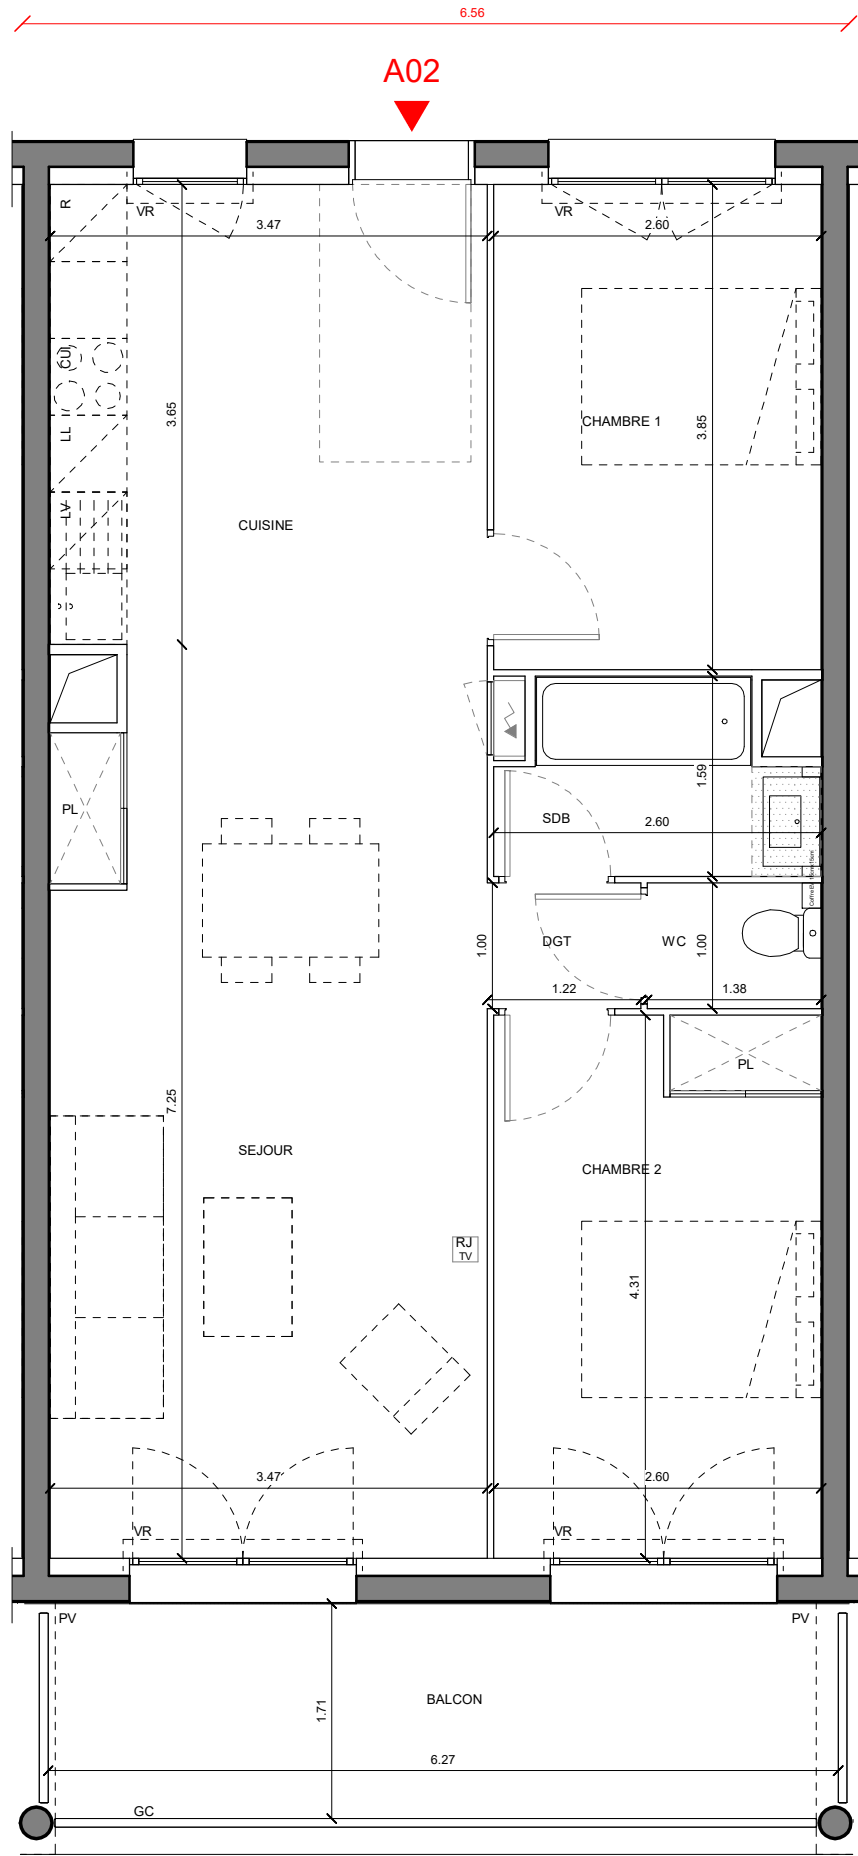 6.56
A02
R
VR
VR
3.47
2.60
CUI
LL
3.65
CHAMBRE 1
3.85
LV
CUISINE
1.59
PL
SDB
2.60
1.00
DGT
WC
1.00
1.22
1.38
PL
7.25
SEJOUR
CHAMBRE 2
RJ
TV
4.31
3.47
2.60
VR
VR
PV
PV
BALCON
1.71
6.27
GC